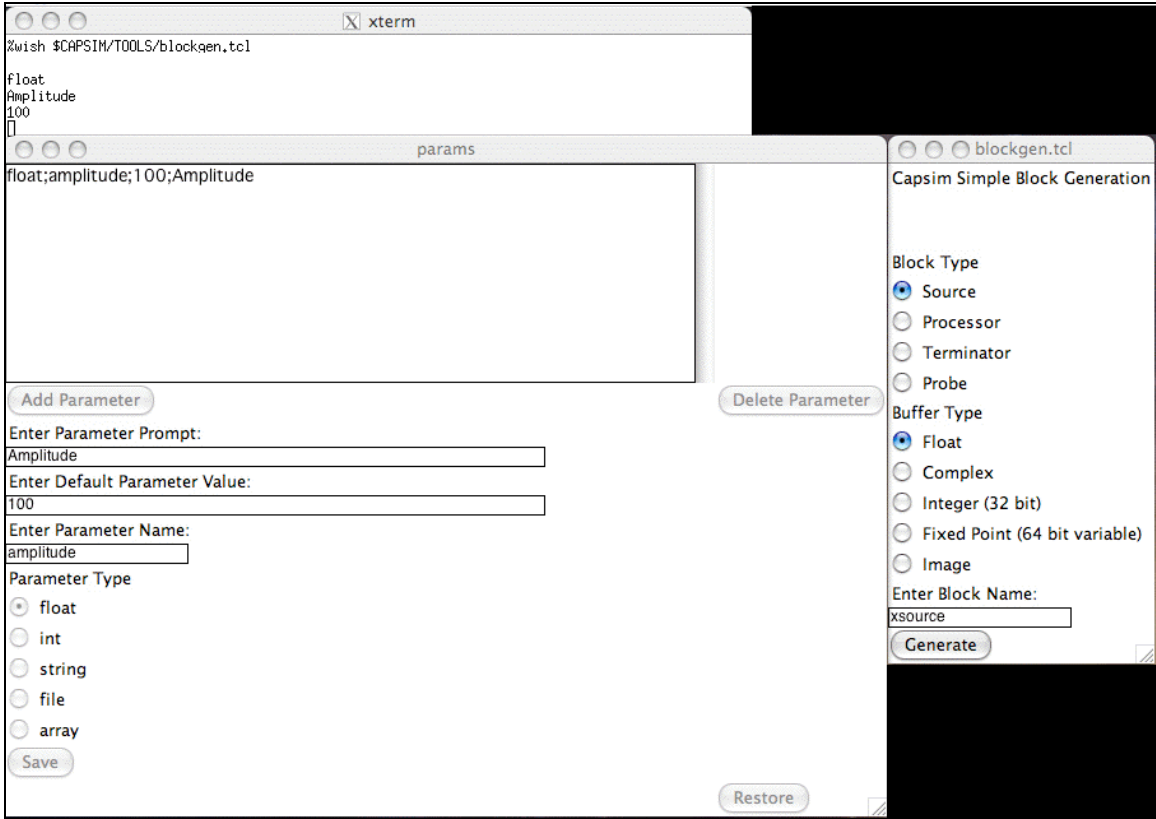 xterm
%wish $CAPSIM/TOOLS/blockgen.tcl
float
Amplitude
100
params
float;amplitude;100;Amplitude
Add Parameter
Delete Parameter
Enter Parameter Prompt:
Amplitude
Enter Default Parameter Value:
100
Enter Parameter Name:
amplitude
Parameter Type
float
int
string
file
array
Save
Restore
blockgen.tcl
Capsim Simple Block Generation
Block Type
Source
Processor
Terminator
Probe
Buffer Type
Float
Complex
Integer (32 bit)
Fixed Point (64 bit variable)
Image
Enter Block Name:
xsource
Generate